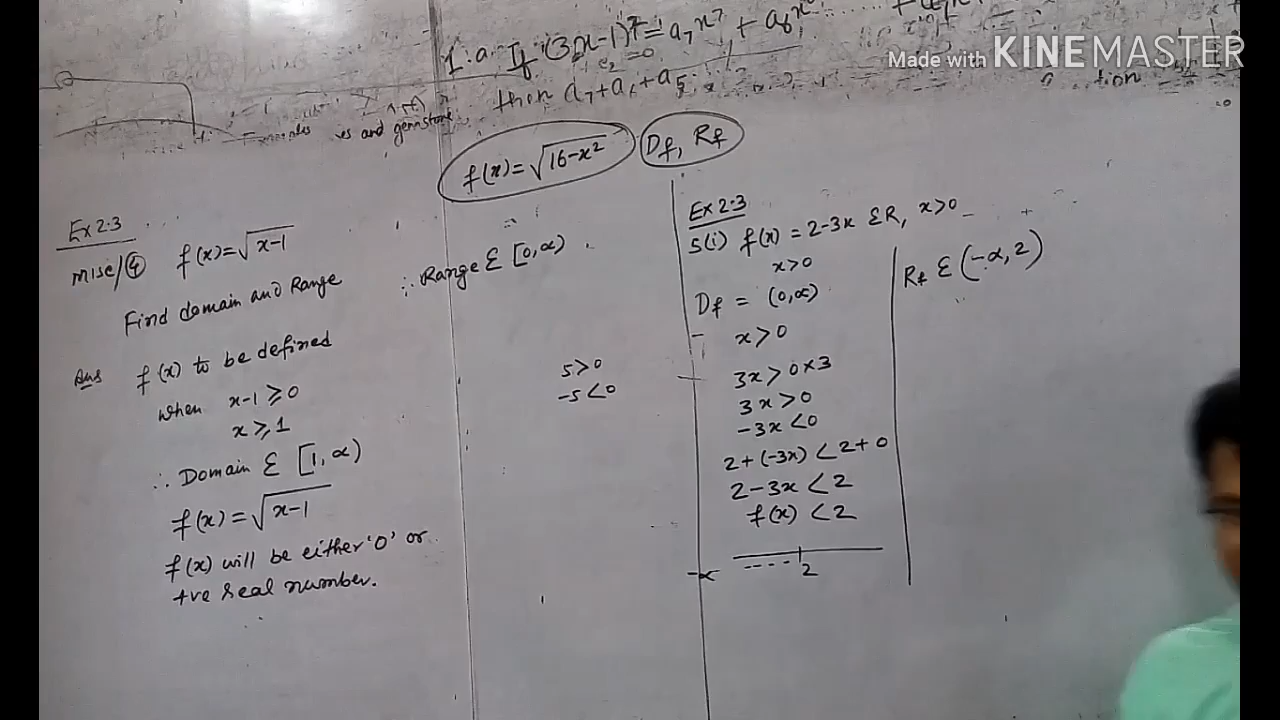 Made with KINEMASTER
1.a If (3x-1)⁷ = a₇x⁷ + a₆x⁶
then a₇+a₆+a₅
and gemstone
f(x)=√16-x² Df, Rf
Ex 2.3
misc/④ f(x)=√x-1
Find domain and Range
Ans f(x) to be defined
when x-1 ≥ 0
x ≥ 1
∴ Domain ε [1, α)
f(x)=√x-1
f(x) will be either '0' or
+ve real number.
∴ Range ε [0, α)
5>0
-5<0
Ex 2.3
5(i) f(x) = 2-3x εR, x>0
x>0
Df = (0, α)
x>0
3x>0×3
3x>0
-3x<0
2+(-3x) < 2+0
2-3x < 2
f(x) < 2
-α ---- 2
Rf ε (-α, 2)